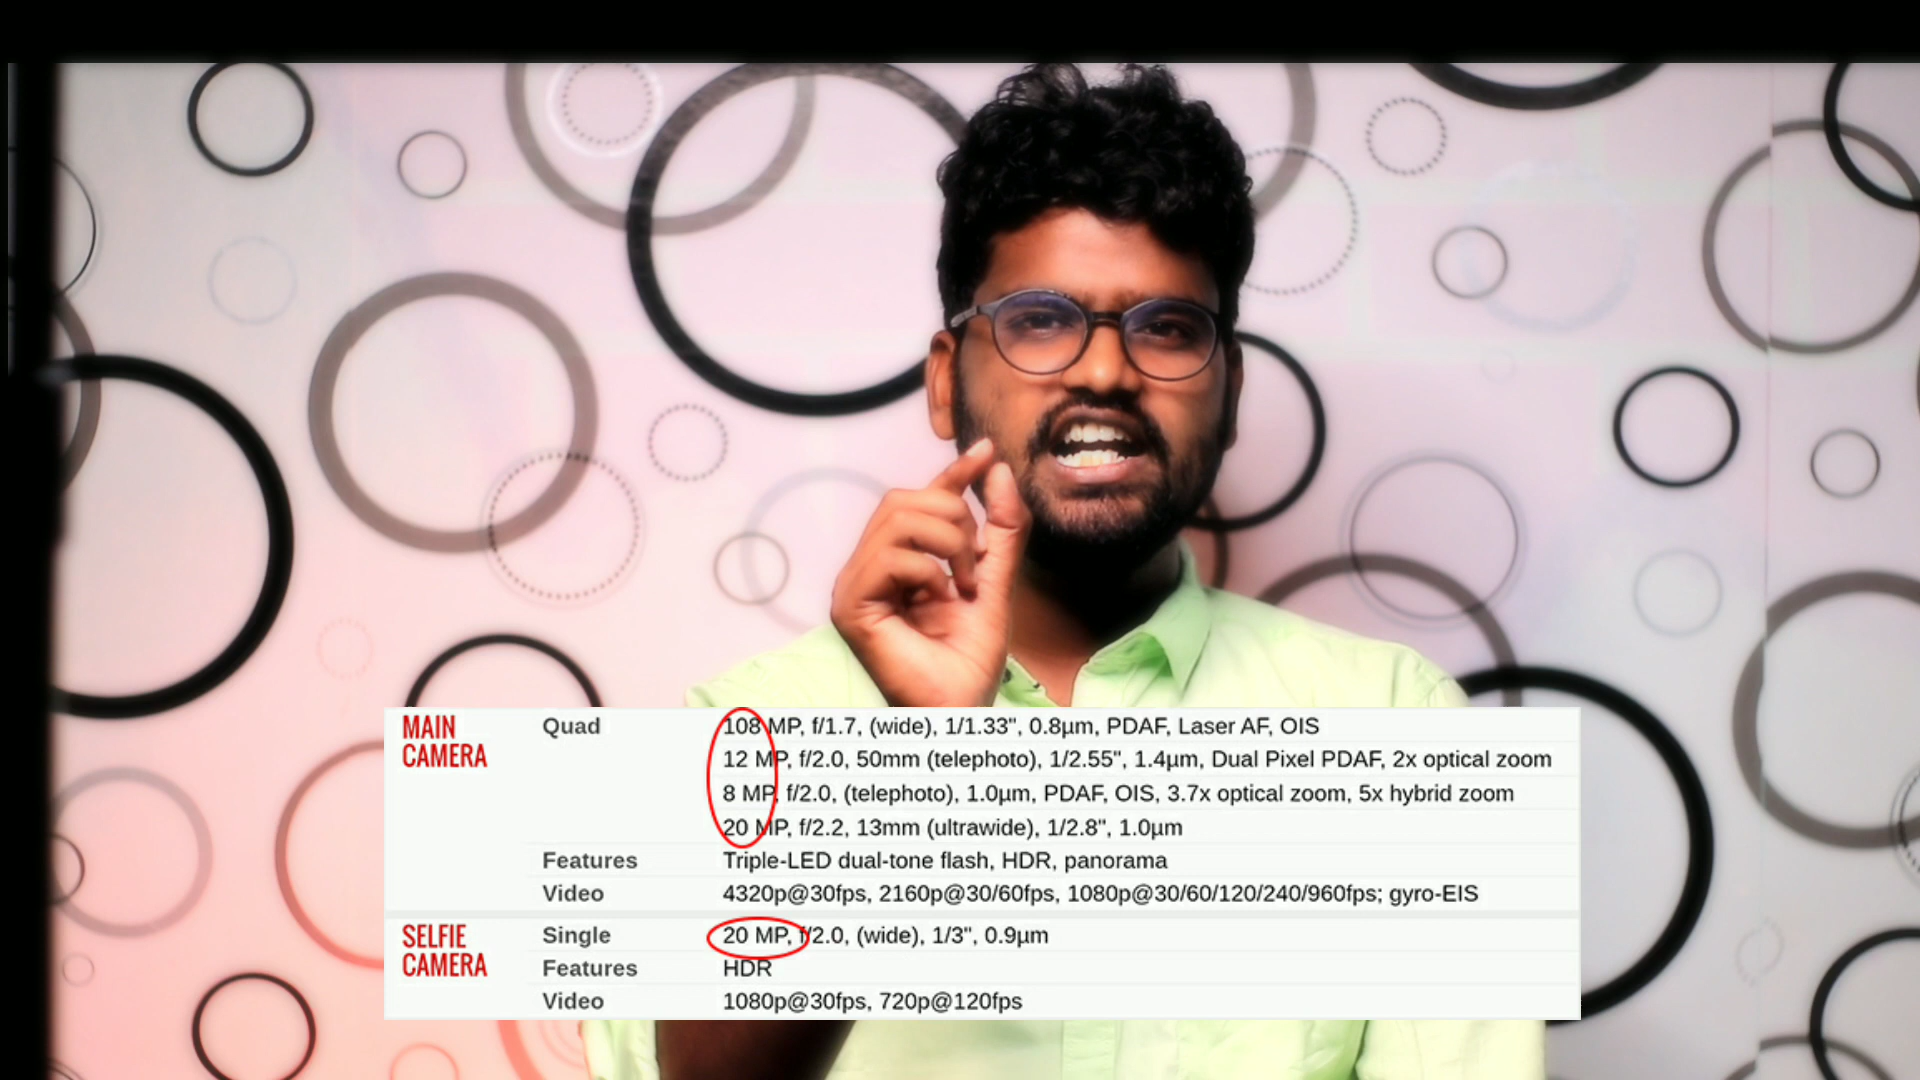 MAIN CAMERA Quad 108 MP, f/1.7, (wide), 1/1.33", 0.8µm, PDAF, Laser AF, OIS
12 MP, f/2.0, 50mm (telephoto), 1/2.55", 1.4µm, Dual Pixel PDAF, 2x optical zoom
8 MP, f/2.0, (telephoto), 1.0µm, PDAF, OIS, 3.7x optical zoom, 5x hybrid zoom
20 MP, f/2.2, 13mm (ultrawide), 1/2.8", 1.0µm
Features Triple-LED dual-tone flash, HDR, panorama
Video 4320p@30fps, 2160p@30/60fps, 1080p@30/60/120/240/960fps; gyro-EIS
SELFIE CAMERA Single 20 MP, f/2.0, (wide), 1/3", 0.9µm
Features HDR
Video 1080p@30fps, 720p@120fps